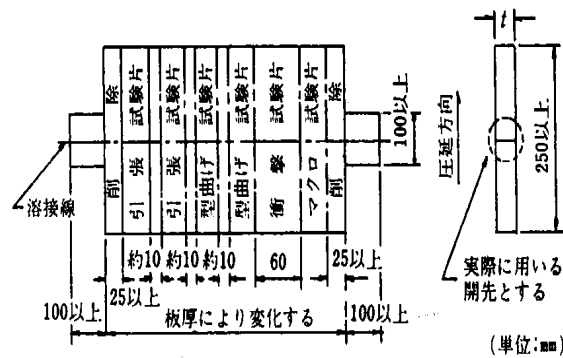 t
削除
引張試験片
引張試験片
型曲げ試験片
型曲げ試験片
衝撃試験片
マクロ試験片
削除
100以上
圧延方向
250以上
溶接線
約10
約10
約10
60
25以上
25以上
100以上
板厚により変化する
100以上
実際に用いる
開先とする
(単位:mm)